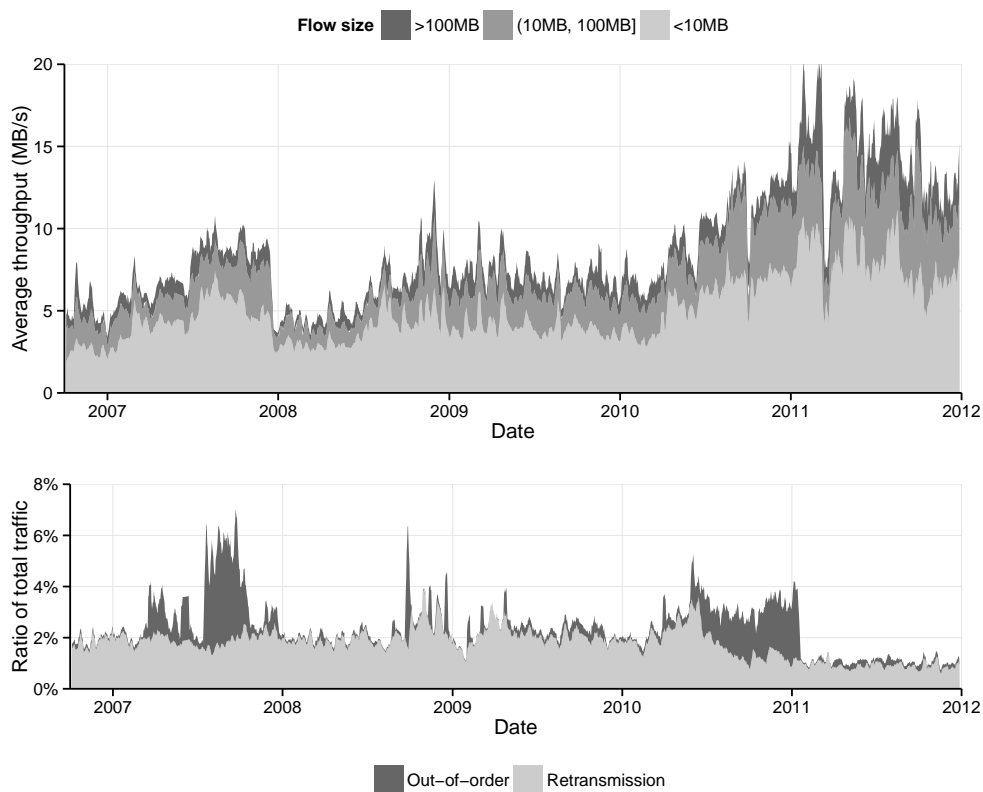 Flow size >100MB (10MB, 100MB] <10MB
Average throughput (MB/s)
20
15
10
5
0
2007 2008 2009 2010 2011 2012
Date
Ratio of total traffic
8%
6%
4%
2%
0%
2007 2008 2009 2010 2011 2012
Date
Out−of−order Retransmission